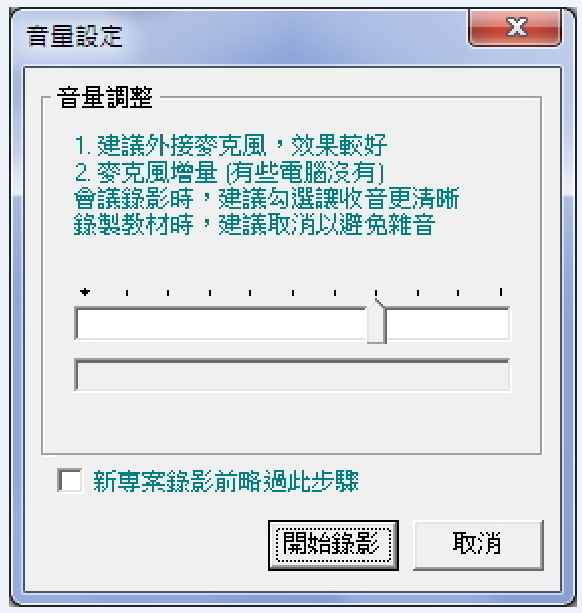 音量設定
音量調整
1. 建議外接麥克風，效果較好
2. 麥克風增量 (有些電腦沒有)
會議錄影時，建議勾選讓收音更清晰
錄製教材時，建議取消以避免雜音
新專案錄影前略過此步驟
開始錄影
取消